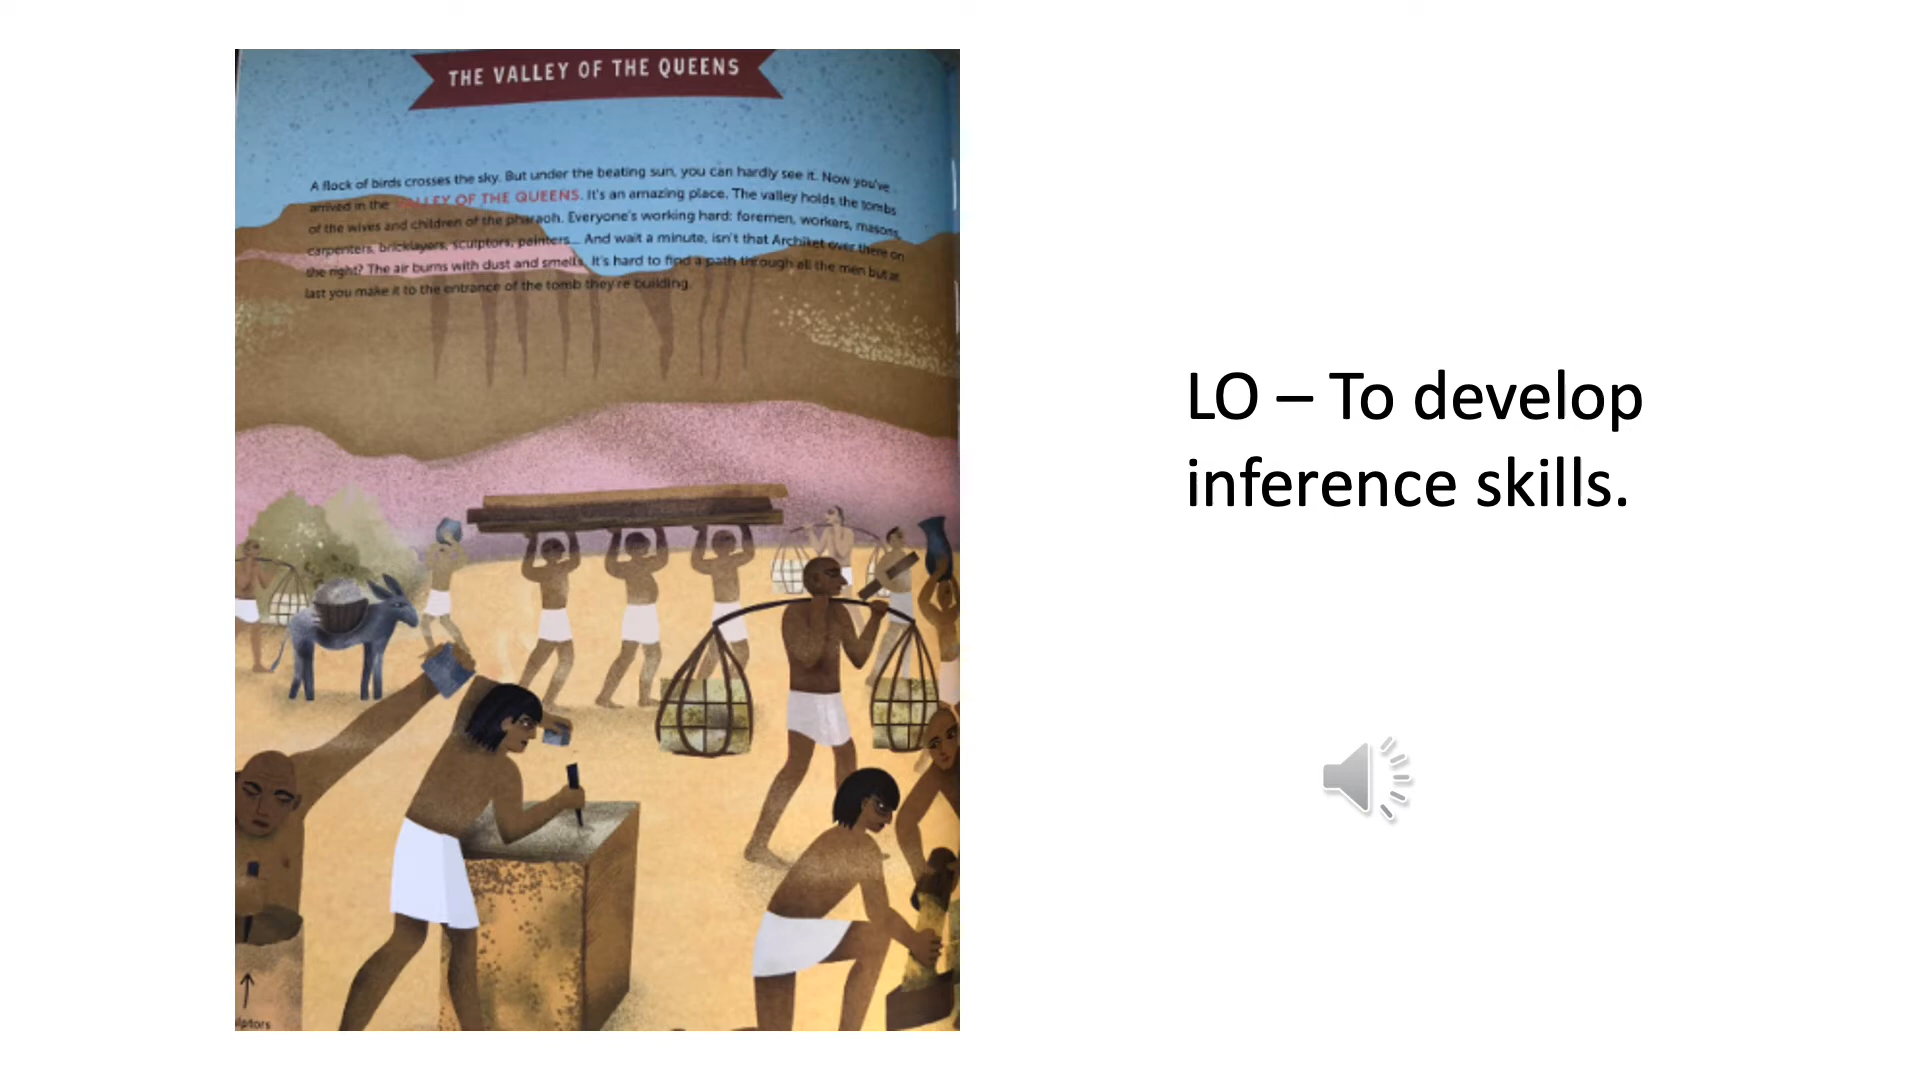 THE VALLEY OF THE QUEENS
A flock of birds crosses the sky. But under the beating sun, you can hardly see it. Now you've
arrived in the VALLEY OF THE QUEENS. It's an amazing place. The valley holds the tombs
of the wives and children of the pharaoh. Everyone's working hard: foremen, workers, masons,
carpenters, bricklayers, sculptors, painters... And wait a minute, isn't that Archiket over there on
the right? The air burns with dust and smells. It's hard to find a path through all the men but at
last you make it to the entrance of the tomb they're building.
lptors
LO – To develop
inference skills.